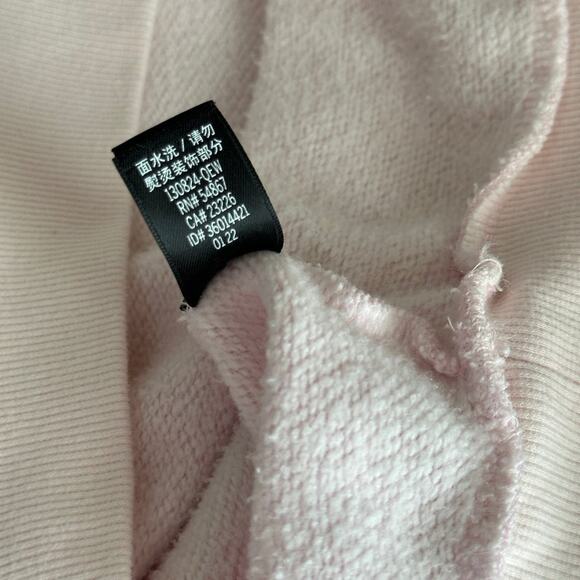 面水洗 / 请勿
熨烫装饰部分
130824-QEW
RN# 54867
CA# 23226
ID# 36014421
01 22